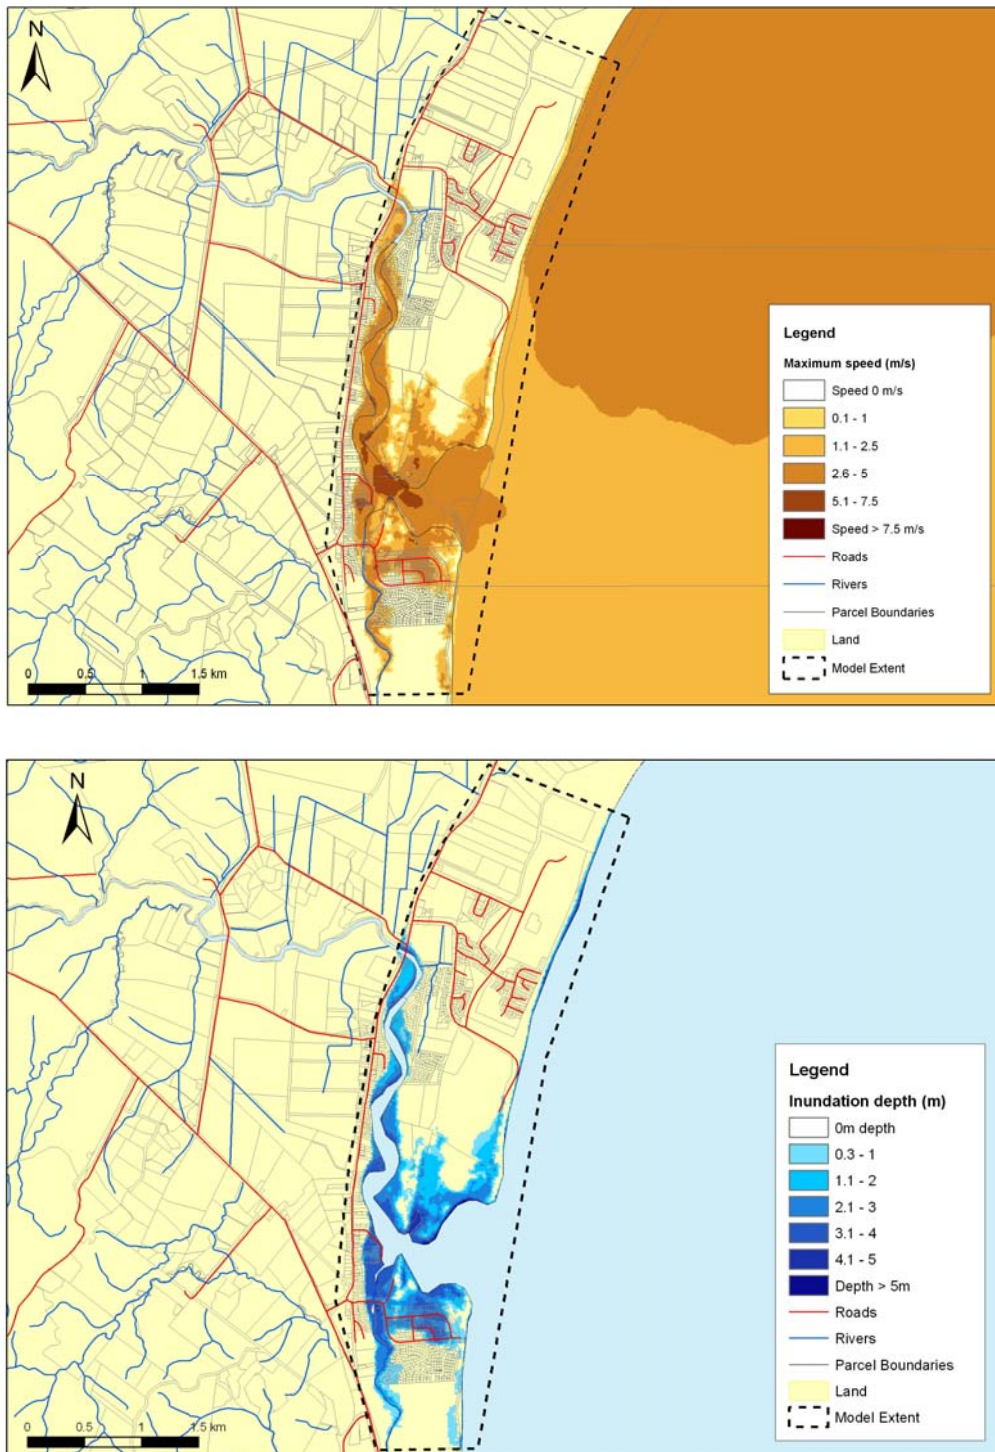 N
Legend
Maximum speed (m/s)
Speed 0 m/s
0.1 - 1
1.1 - 2.5
2.6 - 5
5.1 - 7.5
Speed > 7.5 m/s
Roads
Rivers
Parcel Boundaries
Land
Model Extent
0 0.5 1 1.5 km
N
Legend
Inundation depth (m)
0m depth
0.3 - 1
1.1 - 2
2.1 - 3
3.1 - 4
4.1 - 5
Depth > 5m
Roads
Rivers
Parcel Boundaries
Land
Model Extent
0 0.5 1 1.5 km